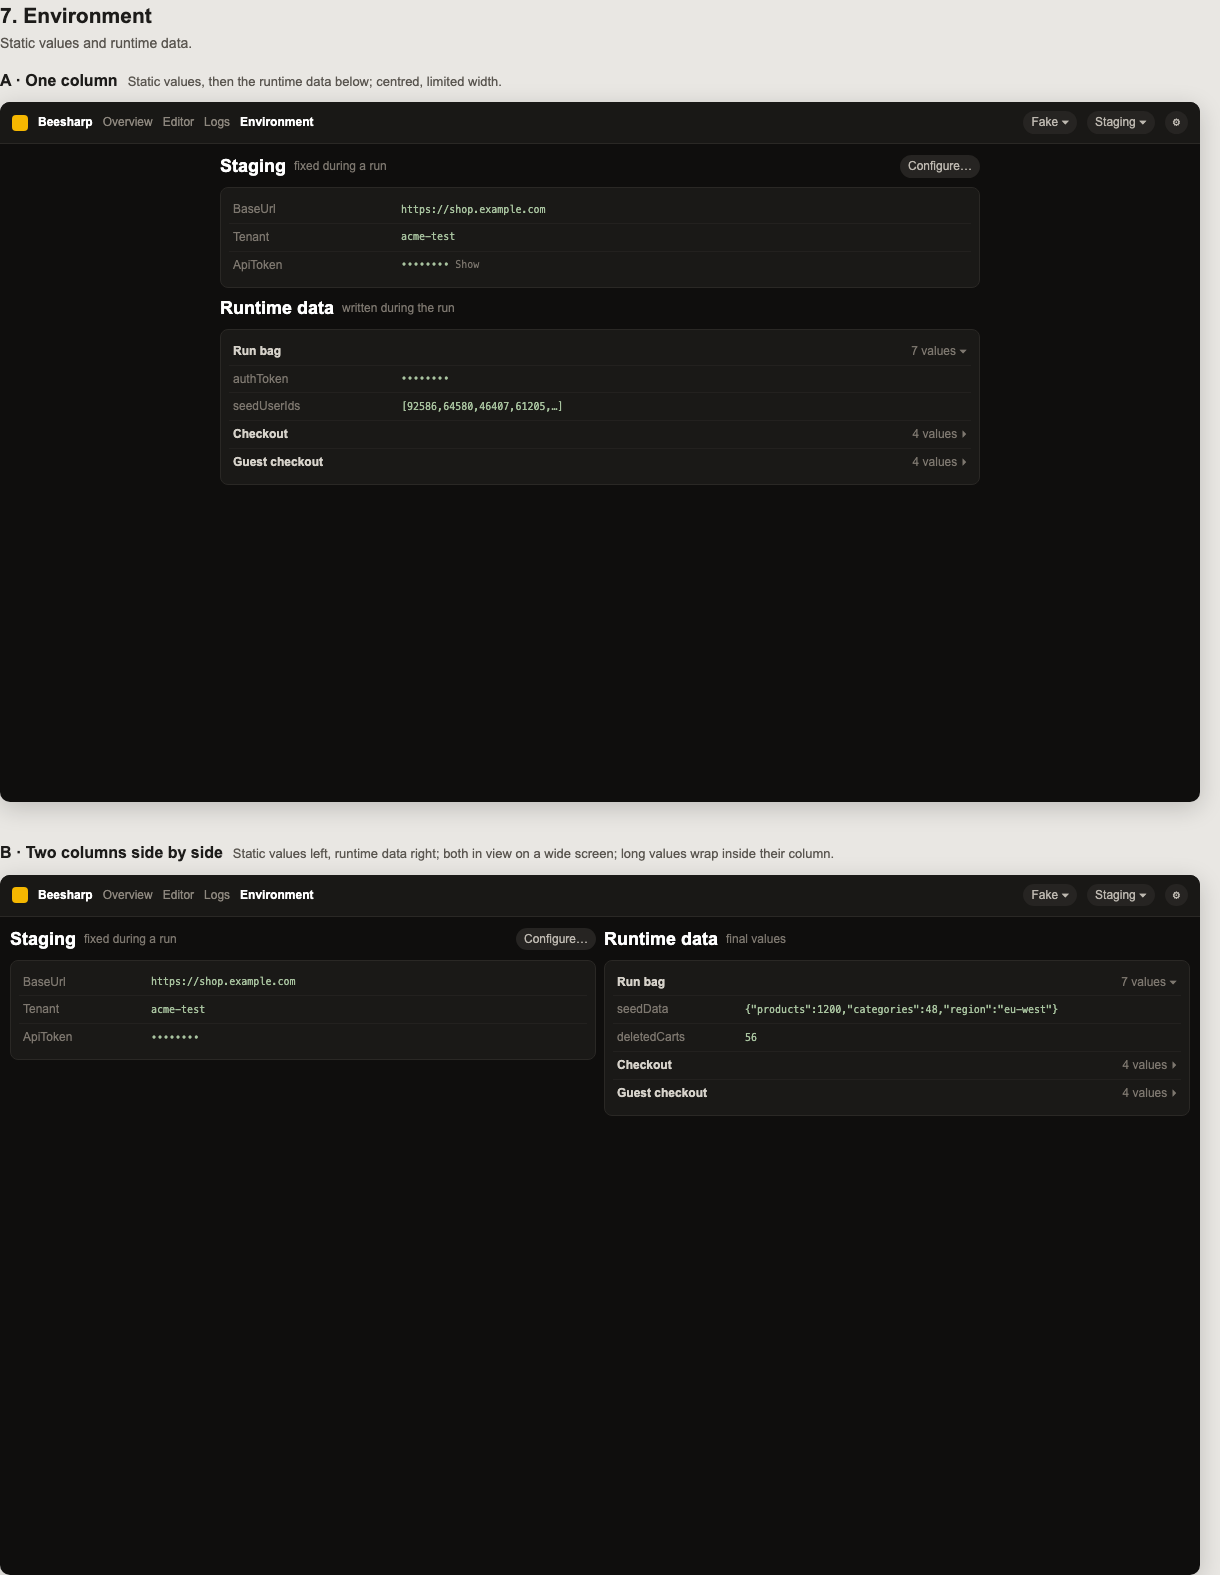 7. Environment
Static values and runtime data.
A · One column Static values, then the runtime data below; centred, limited width.
Beesharp Overview Editor Logs Environment Fake Staging
Staging fixed during a run Configure...
BaseUrl https://shop.example.com
Tenant acme-test
ApiToken •••••••• Show
Runtime data written during the run
Run bag 7 values
authToken ••••••••
seedUserIds [92586,64580,46407,61205,…]
Checkout 4 values
Guest checkout 4 values
B · Two columns side by side Static values left, runtime data right; both in view on a wide screen; long values wrap inside their column.
Beesharp Overview Editor Logs Environment Fake Staging
Staging fixed during a run Configure...
BaseUrl https://shop.example.com
Tenant acme-test
ApiToken ••••••••
Runtime data final values
Run bag 7 values
seedData {"products":1200,"categories":48,"region":"eu-west"}
deletedCarts 56
Checkout 4 values
Guest checkout 4 values